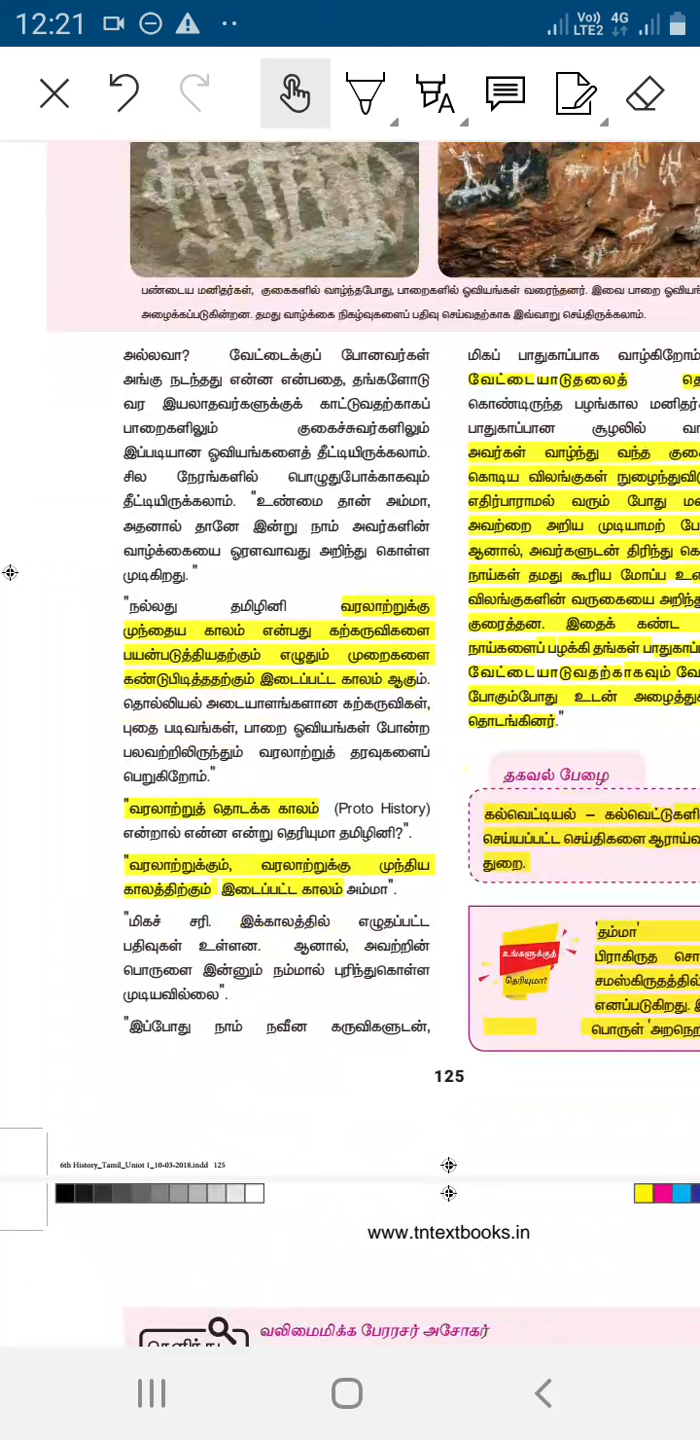 12:21
Vo))
LTE2
4G
பண்டைய மனிதர்கள், குகைகளில் வாழ்ந்தபோது, பாறைகளில் ஓவியங்கள் வரைந்தனர். இவை பாறை
அழைக்கப்படுகின்றன. தமது வாழ்க்கை நிகழ்வுகளைப் பதிவு செய்வதற்காக இவ்வாறு செய்திருக்கலாம்.
அல்லவா? வேட்டைக்குப் போனவர்கள்
அங்கு நடந்தது என்ன என்பதை, தங்களோடு
வர இயலாதவர்களுக்குக் காட்டுவதற்காகப்
பாறைகளிலும் குகைச்சுவர்களிலும்
இப்படியான ஓவியங்களைத் தீட்டியிருக்கலாம்.
சில நேரங்களில் பொழுதுபோக்காகவும்
தீட்டியிருக்கலாம். "உண்மை தான் அம்மா,
அதனால் தானே இன்று நாம் அவர்களின்
வாழ்க்கையை ஓரளவாவது அறிந்து கொள்ள
முடிகிறது. "
"நல்லது தமிழினி வரலாற்றுக்கு
முந்தைய காலம் என்பது கற்கருவிகளை
பயன்படுத்தியதற்கும் எழுதும் முறைகளை
கண்டுபிடித்ததற்கும் இடைப்பட்ட காலம் ஆகும்.
தொல்லியல் அடையாளங்களான கற்கருவிகள்,
புதை படிவங்கள், பாறை ஓவியங்கள் போன்ற
பலவற்றிலிருந்தும் வரலாற்றுத் தரவுகளைப்
பெறுகிறோம்."
"வரலாற்றுத் தொடக்க காலம் (Proto History)
என்றால் என்ன என்று தெரியுமா தமிழினி?".
"வரலாற்றுக்கும், வரலாற்றுக்கு முந்திய
காலத்திற்கும் இடைப்பட்ட காலம் அம்மா".
"மிகச் சரி. இக்காலத்தில் எழுதப்பட்ட
பதிவுகள் உள்ளன. ஆனால், அவற்றின்
பொருளை இன்னும் நம்மால் புரிந்துகொள்ள
முடியவில்லை".
"இப்போது நாம் நவீன கருவிகளுடன்,
மிகப் பாதுகாப்பாக வாழ்கிறோம்
வேட்டையாடுதலைத்
கொண்டிருந்த பழங்கால
பாதுகாப்பான சூழலில்
அவர்கள் வாழ்ந்து வந்த
கொடிய விலங்குகள்
எதிர்பாராமல் வரும் போது
அவற்றை அறிய முடியாமற்
ஆனால், அவர்களுடன் திரிந்து
நாய்கள் தமது கூரிய மோப்ப
விலங்குகளின் வருகையை
குரைத்தன. இதைக் கண்ட
நாய்களைப் பழக்கி தங்கள்
வேட்டையாடுவதற்காகவும்
போகும்போது உடன்
தொடங்கினர்."
தகவல் பேழை
கல்வெட்டியல் –
செய்யப்பட்ட செய்திகளை
துறை.
உங்களுக்குத்
தெரியுமா?
'தம்மா'
பிராகிருத
சமஸ்கிருதத்தில்
எனப்படுகிறது.
பொருள்
125
6th History_Tamil_Uniot 1_10-03-2018.indd 125
www.tntextbooks.in
வலிமைமிக்க பேரரசர் அசோகர்